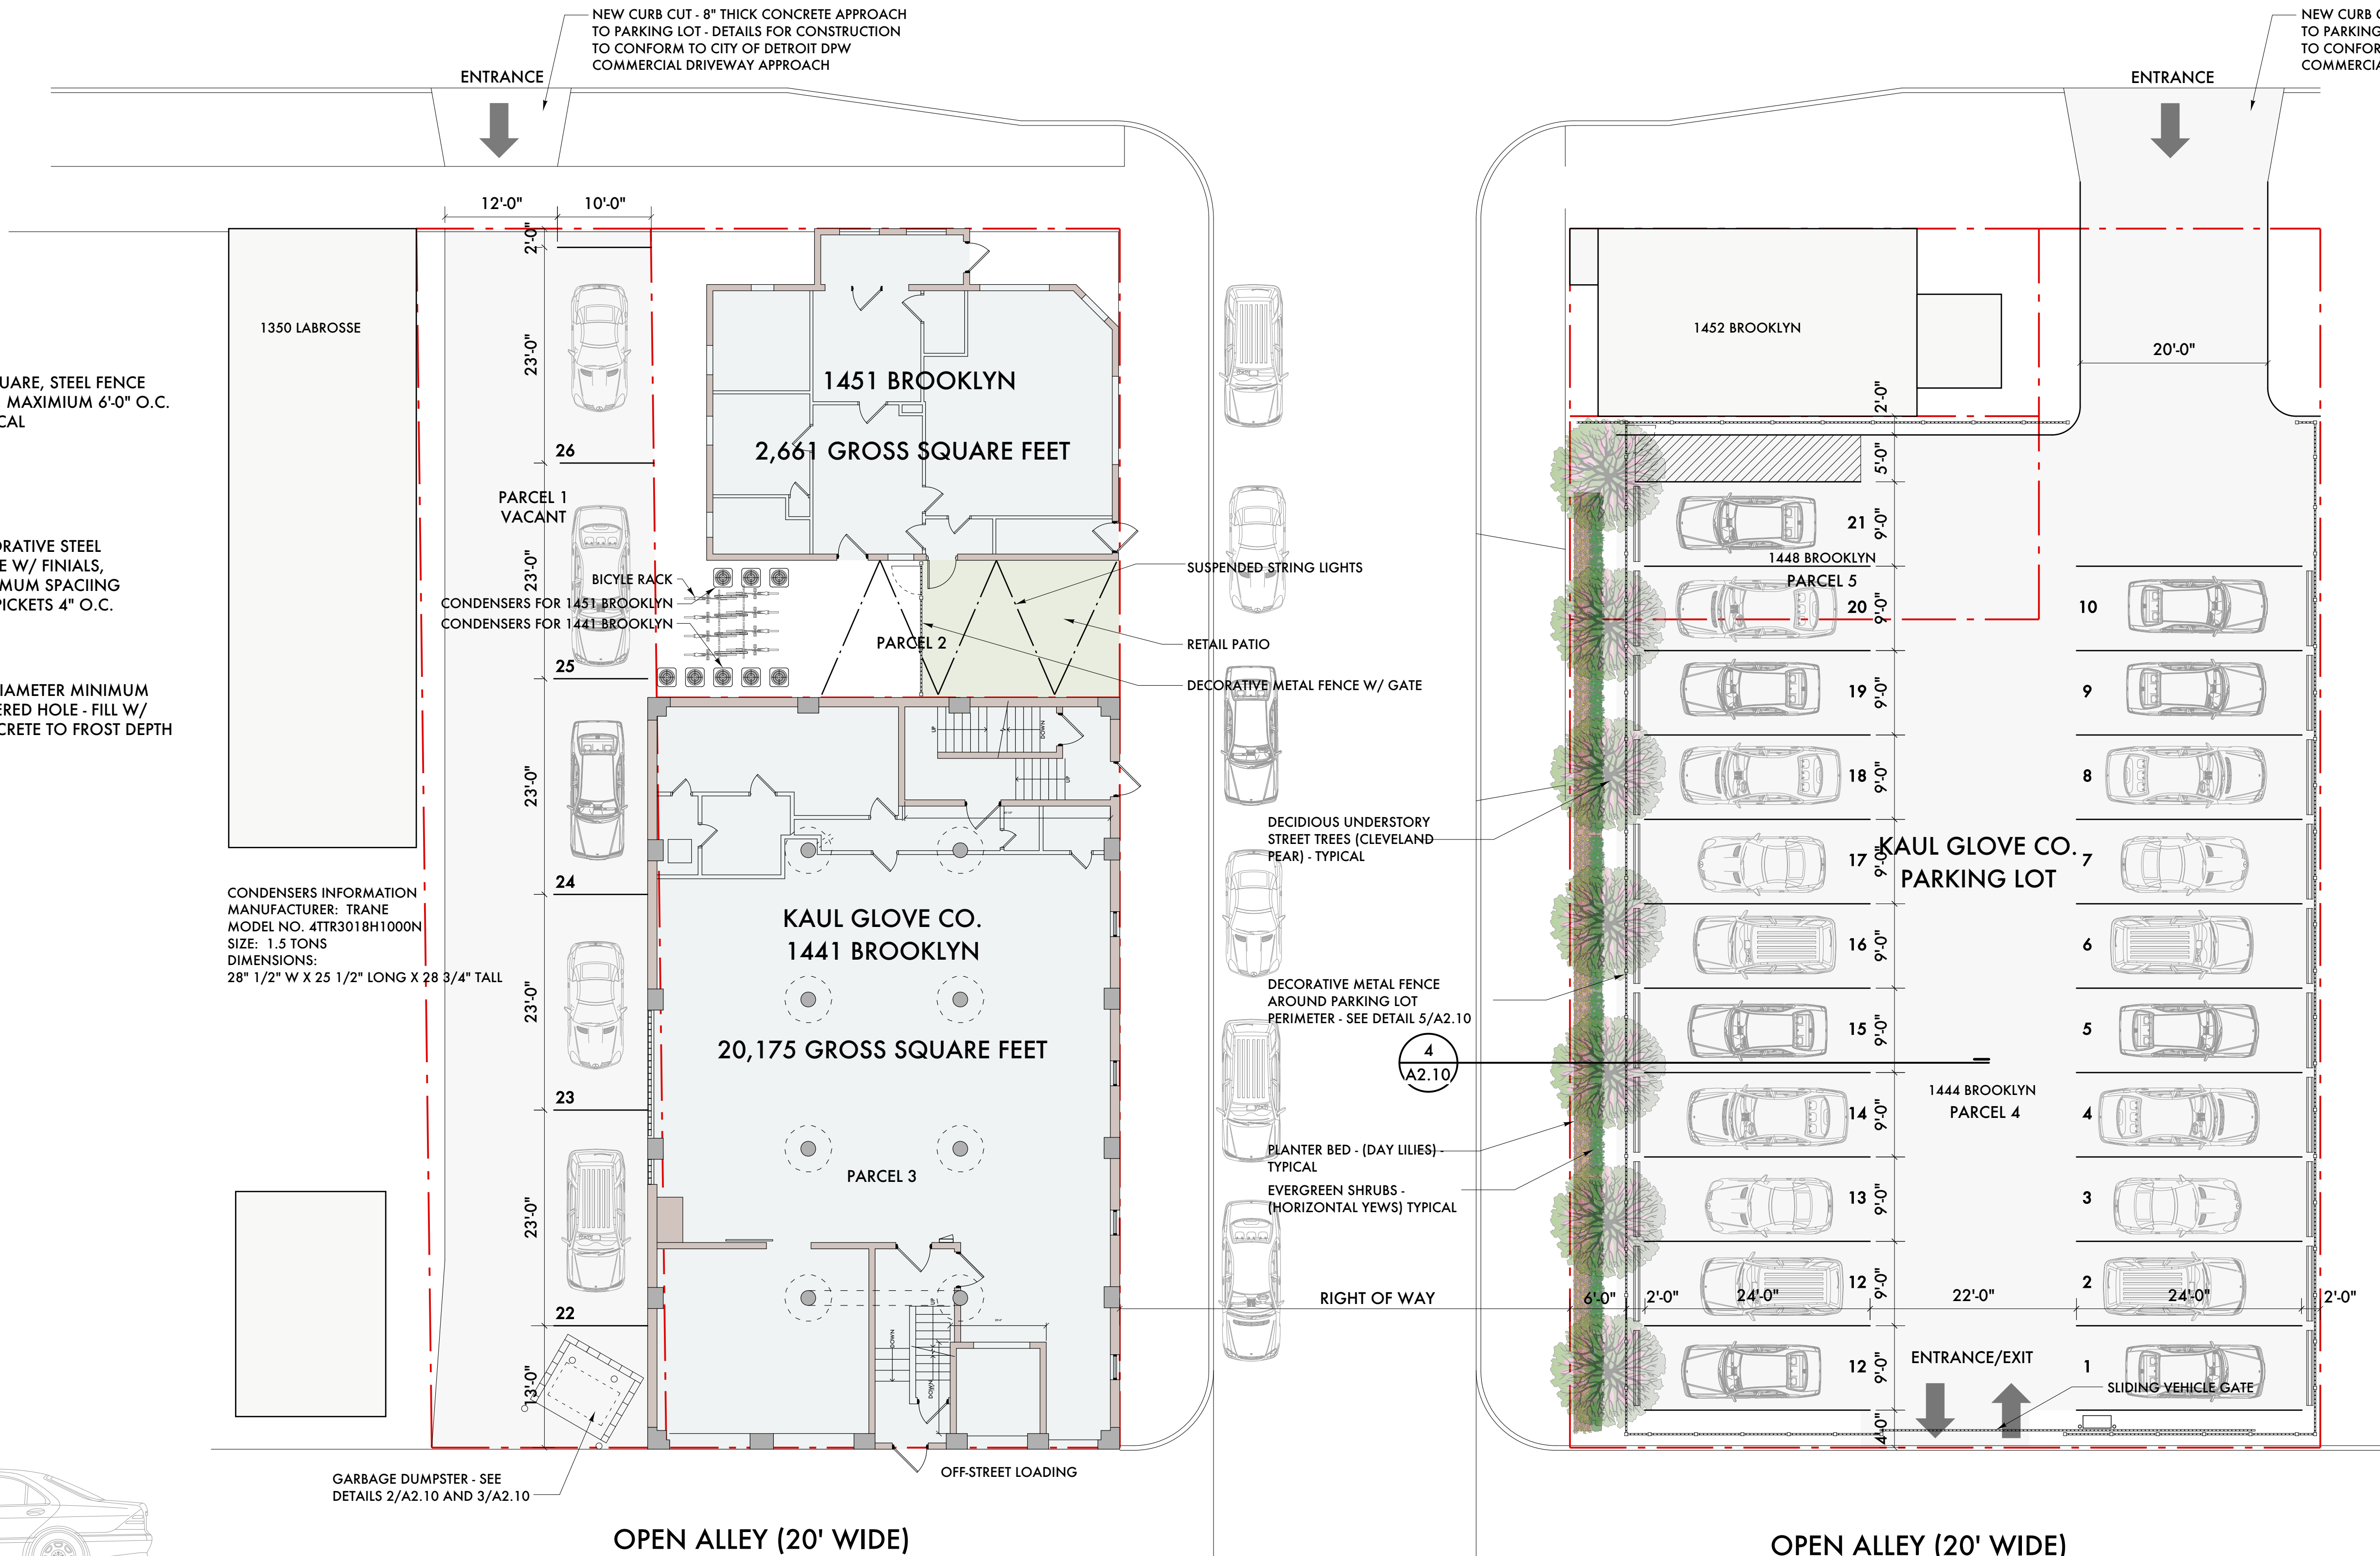 NEW CURB CUT - 8" THICK CONCRETE APPROACH
TO PARKING LOT - DETAILS FOR CONSTRUCTION
TO CONFORM TO CITY OF DETROIT DPW
COMMERCIAL DRIVEWAY APPROACH
ENTRANCE
12'-0"
10'-0"
2'-0"
23'-0"
26
23'-0"
25
23'-0"
24
23'-0"
23
23'-0"
22
13'-0"
1350 LABROSSE
UARE, STEEL FENCE
MAXIMIUM 6'-0" O.C.
CAL
ORATIVE STEEL
E W/ FINIALS,
MUM SPACIING
PICKETS 4" O.C.
IAMETER MINIMUM
ERED HOLE - FILL W/
CRETE TO FROST DEPTH
PARCEL 1
VACANT
1451 BROOKLYN
2,661 GROSS SQUARE FEET
BICYLE RACK
CONDENSERS FOR 1451 BROOKLYN
CONDENSERS FOR 1441 BROOKLYN
PARCEL 2
SUSPENDED STRING LIGHTS
RETAIL PATIO
DECORATIVE METAL FENCE W/ GATE
UP
DOWN
UP
CONDENSERS INFORMATION
MANUFACTURER: TRANE
MODEL NO. 4TTR3018H1000N
SIZE: 1.5 TONS
DIMENSIONS:
28" 1/2" W X 25 1/2" LONG X 28 3/4" TALL
KAUL GLOVE CO.
1441 BROOKLYN
20,175 GROSS SQUARE FEET
PARCEL 3
UP
DOWN
DOWN
GARBAGE DUMPSTER - SEE
DETAILS 2/A2.10 AND 3/A2.10
OFF-STREET LOADING
OPEN ALLEY (20' WIDE)
RIGHT OF WAY
DECIDIOUS UNDERSTORY
STREET TREES (CLEVELAND
PEAR) - TYPICAL
DECORATIVE METAL FENCE
AROUND PARKING LOT
PERIMETER - SEE DETAIL 5/A2.10
4
A2.10
PLANTER BED - (DAY LILIES) -
TYPICAL
EVERGREEN SHRUBS -
(HORIZONTAL YEWS) TYPICAL
NEW CURB
TO PARKING
TO CONFOR
COMMERCIA
ENTRANCE
1452 BROOKLYN
20'-0"
2'-0"
5'-0"
21
9'-0"
1448 BROOKLYN
PARCEL 5
20
9'-0"
10
19
9'-0"
9
18
9'-0"
8
17
9'-0"
KAUL GLOVE CO.
PARKING LOT
7
16
9'-0"
6
15
9'-0"
5
1444 BROOKLYN
PARCEL 4
14
9'-0"
4
13
9'-0"
3
12
9'-0"
2
6'-0"
2'-0"
24'-0"
22'-0"
24'-0"
2'-0"
12
9'-0"
ENTRANCE/EXIT
1
SLIDING VEHICLE GATE
4'-0"
OPEN ALLEY (20' WIDE)